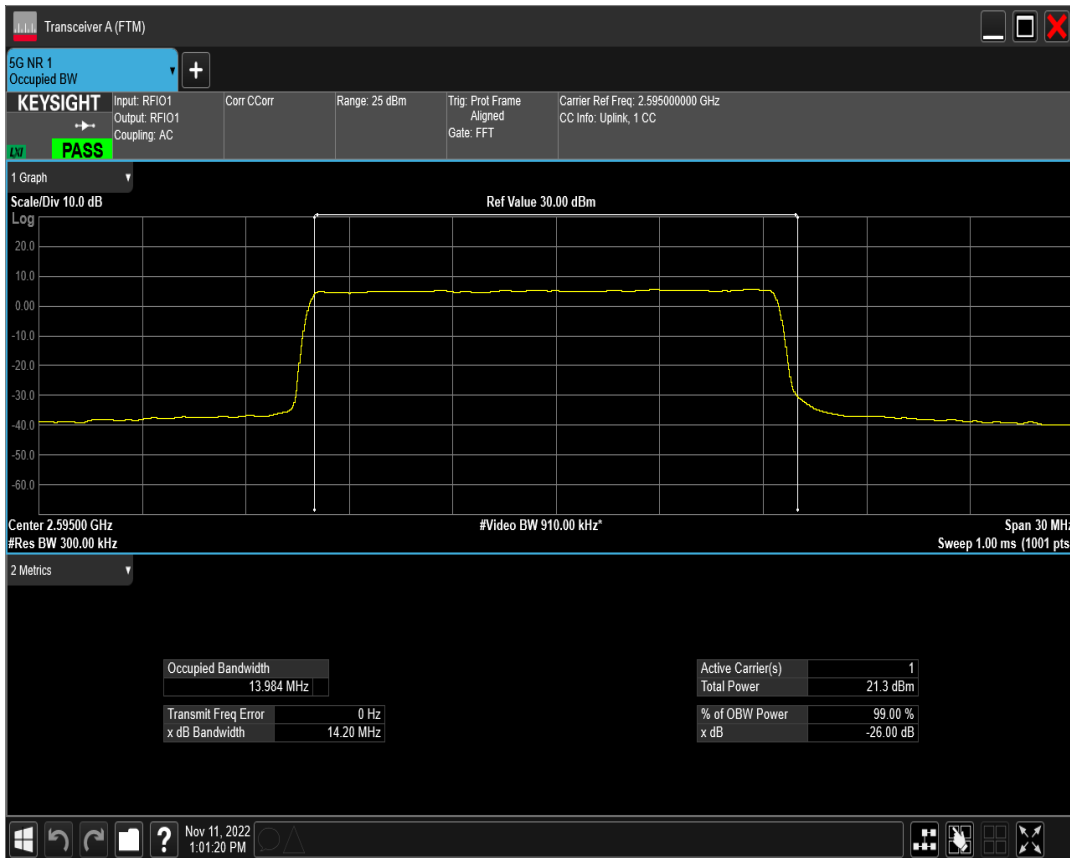 Transceiver A (FTM)
5G NR 1
Occupied BW
+
KEYSIGHT
LXI
PASS
Input: RFIO1
Output: RFIO1
Coupling: AC
Corr CCorr
Range: 25 dBm
Trig: Prot Frame
Aligned
Gate: FFT
Carrier Ref Freq: 2.595000000 GHz
CC Info: Uplink, 1 CC
1 Graph
Scale/Div 10.0 dB
Ref Value 30.00 dBm
Log
20.0
10.0
0.00
-10.0
-20.0
-30.0
-40.0
-50.0
-60.0
Center 2.59500 GHz
#Video BW 910.00 kHz*
Span 30 MHz
#Res BW 300.00 kHz
Sweep 1.00 ms (1001 pts
2 Metrics
Occupied Bandwidth
13.984 MHz
Transmit Freq Error 0 Hz
x dB Bandwidth 14.20 MHz
Active Carrier(s) 1
Total Power 21.3 dBm
% of OBW Power 99.00 %
x dB -26.00 dB
?
Nov 11, 2022
1:01:20 PM